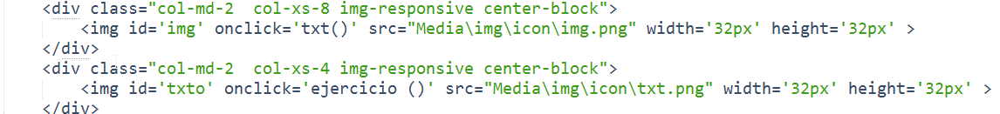 <div class="col-md-2  col-xs-8 img-responsive center-block">
    <img id='img' onclick='txt()' src="Media\img\icon\img.png" width='32px' height='32px' >
</div>
<div class="col-md-2  col-xs-4 img-responsive center-block">
    <img id='txto' onclick='ejercicio ()' src="Media\img\icon\txt.png" width='32px' height='32px' >
</div>